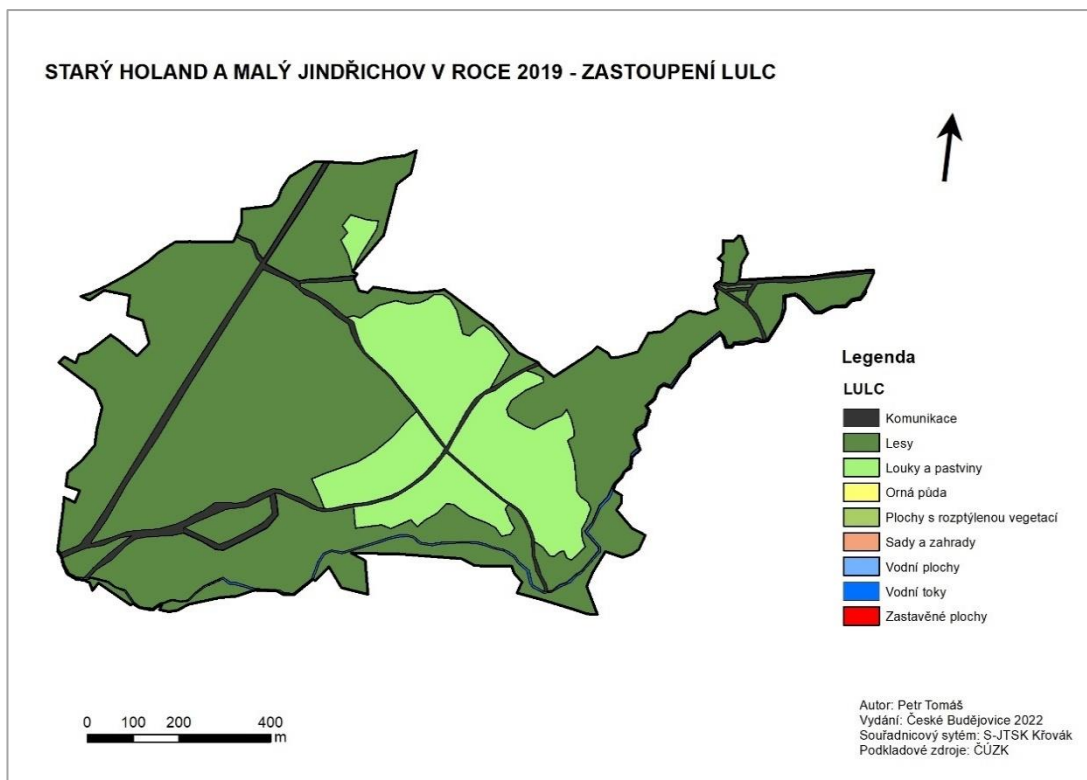 STARÝ HOLAND A MALÝ JINDŘICHOV V ROCE 2019 - ZASTOUPENÍ LULC
Legenda
LULC
Komunikace
Lesy
Louky a pastviny
Orná půda
Plochy s rozptýlenou vegetací
Sady a zahrady
Vodní plochy
Vodní toky
Zastavěné plochy
0 100 200 400
m
Autor: Petr Tomáš
Vydání: České Budějovice 2022
Souřadnicový sytém: S-JTSK Křovák
Podkladové zdroje: ČÚZK